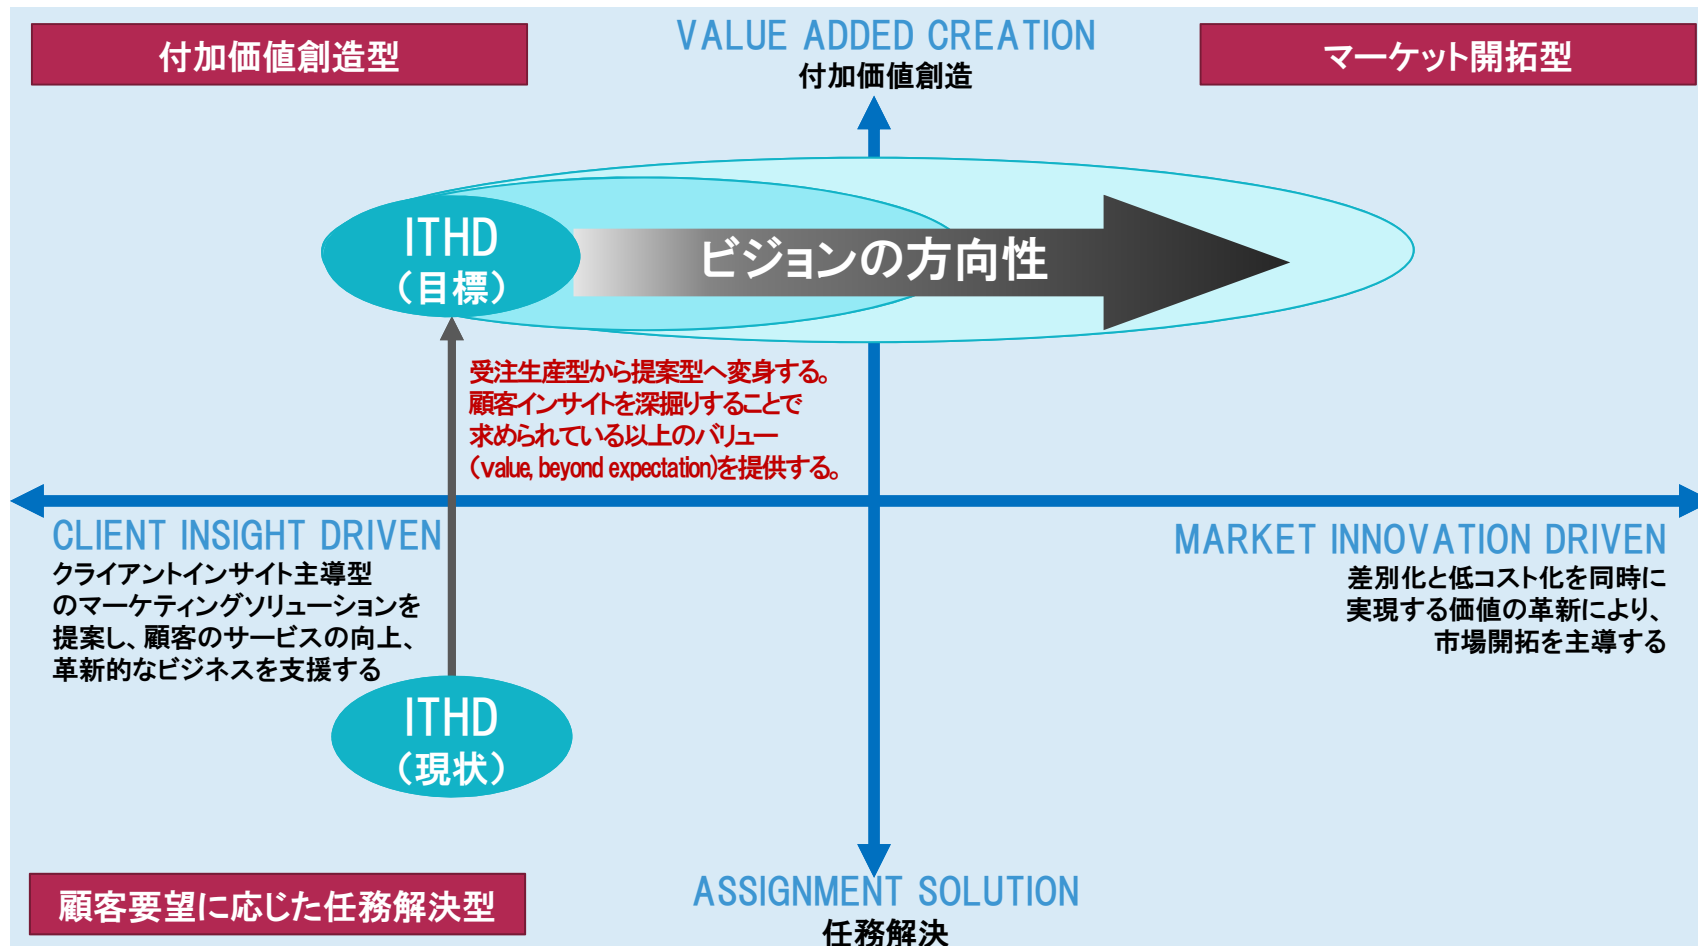 付加価値創造型
VALUE ADDED CREATION
付加価値創造
マーケット開拓型
ITHD
（目標）
ビジョンの方向性
受注生産型から提案型へ変身する。
顧客インサイトを深掘りすることで
求められている以上のバリュー
（value, beyond expectation)を提供する。
CLIENT INSIGHT DRIVEN
クライアントインサイト主導型
のマーケティングソリューションを
提案し、顧客のサービスの向上、
革新的なビジネスを支援する
MARKET INNOVATION DRIVEN
差別化と低コスト化を同時に
実現する価値の革新により、
市場開拓を主導する
ITHD
（現状）
顧客要望に応じた任務解決型
ASSIGNMENT SOLUTION
任務解決